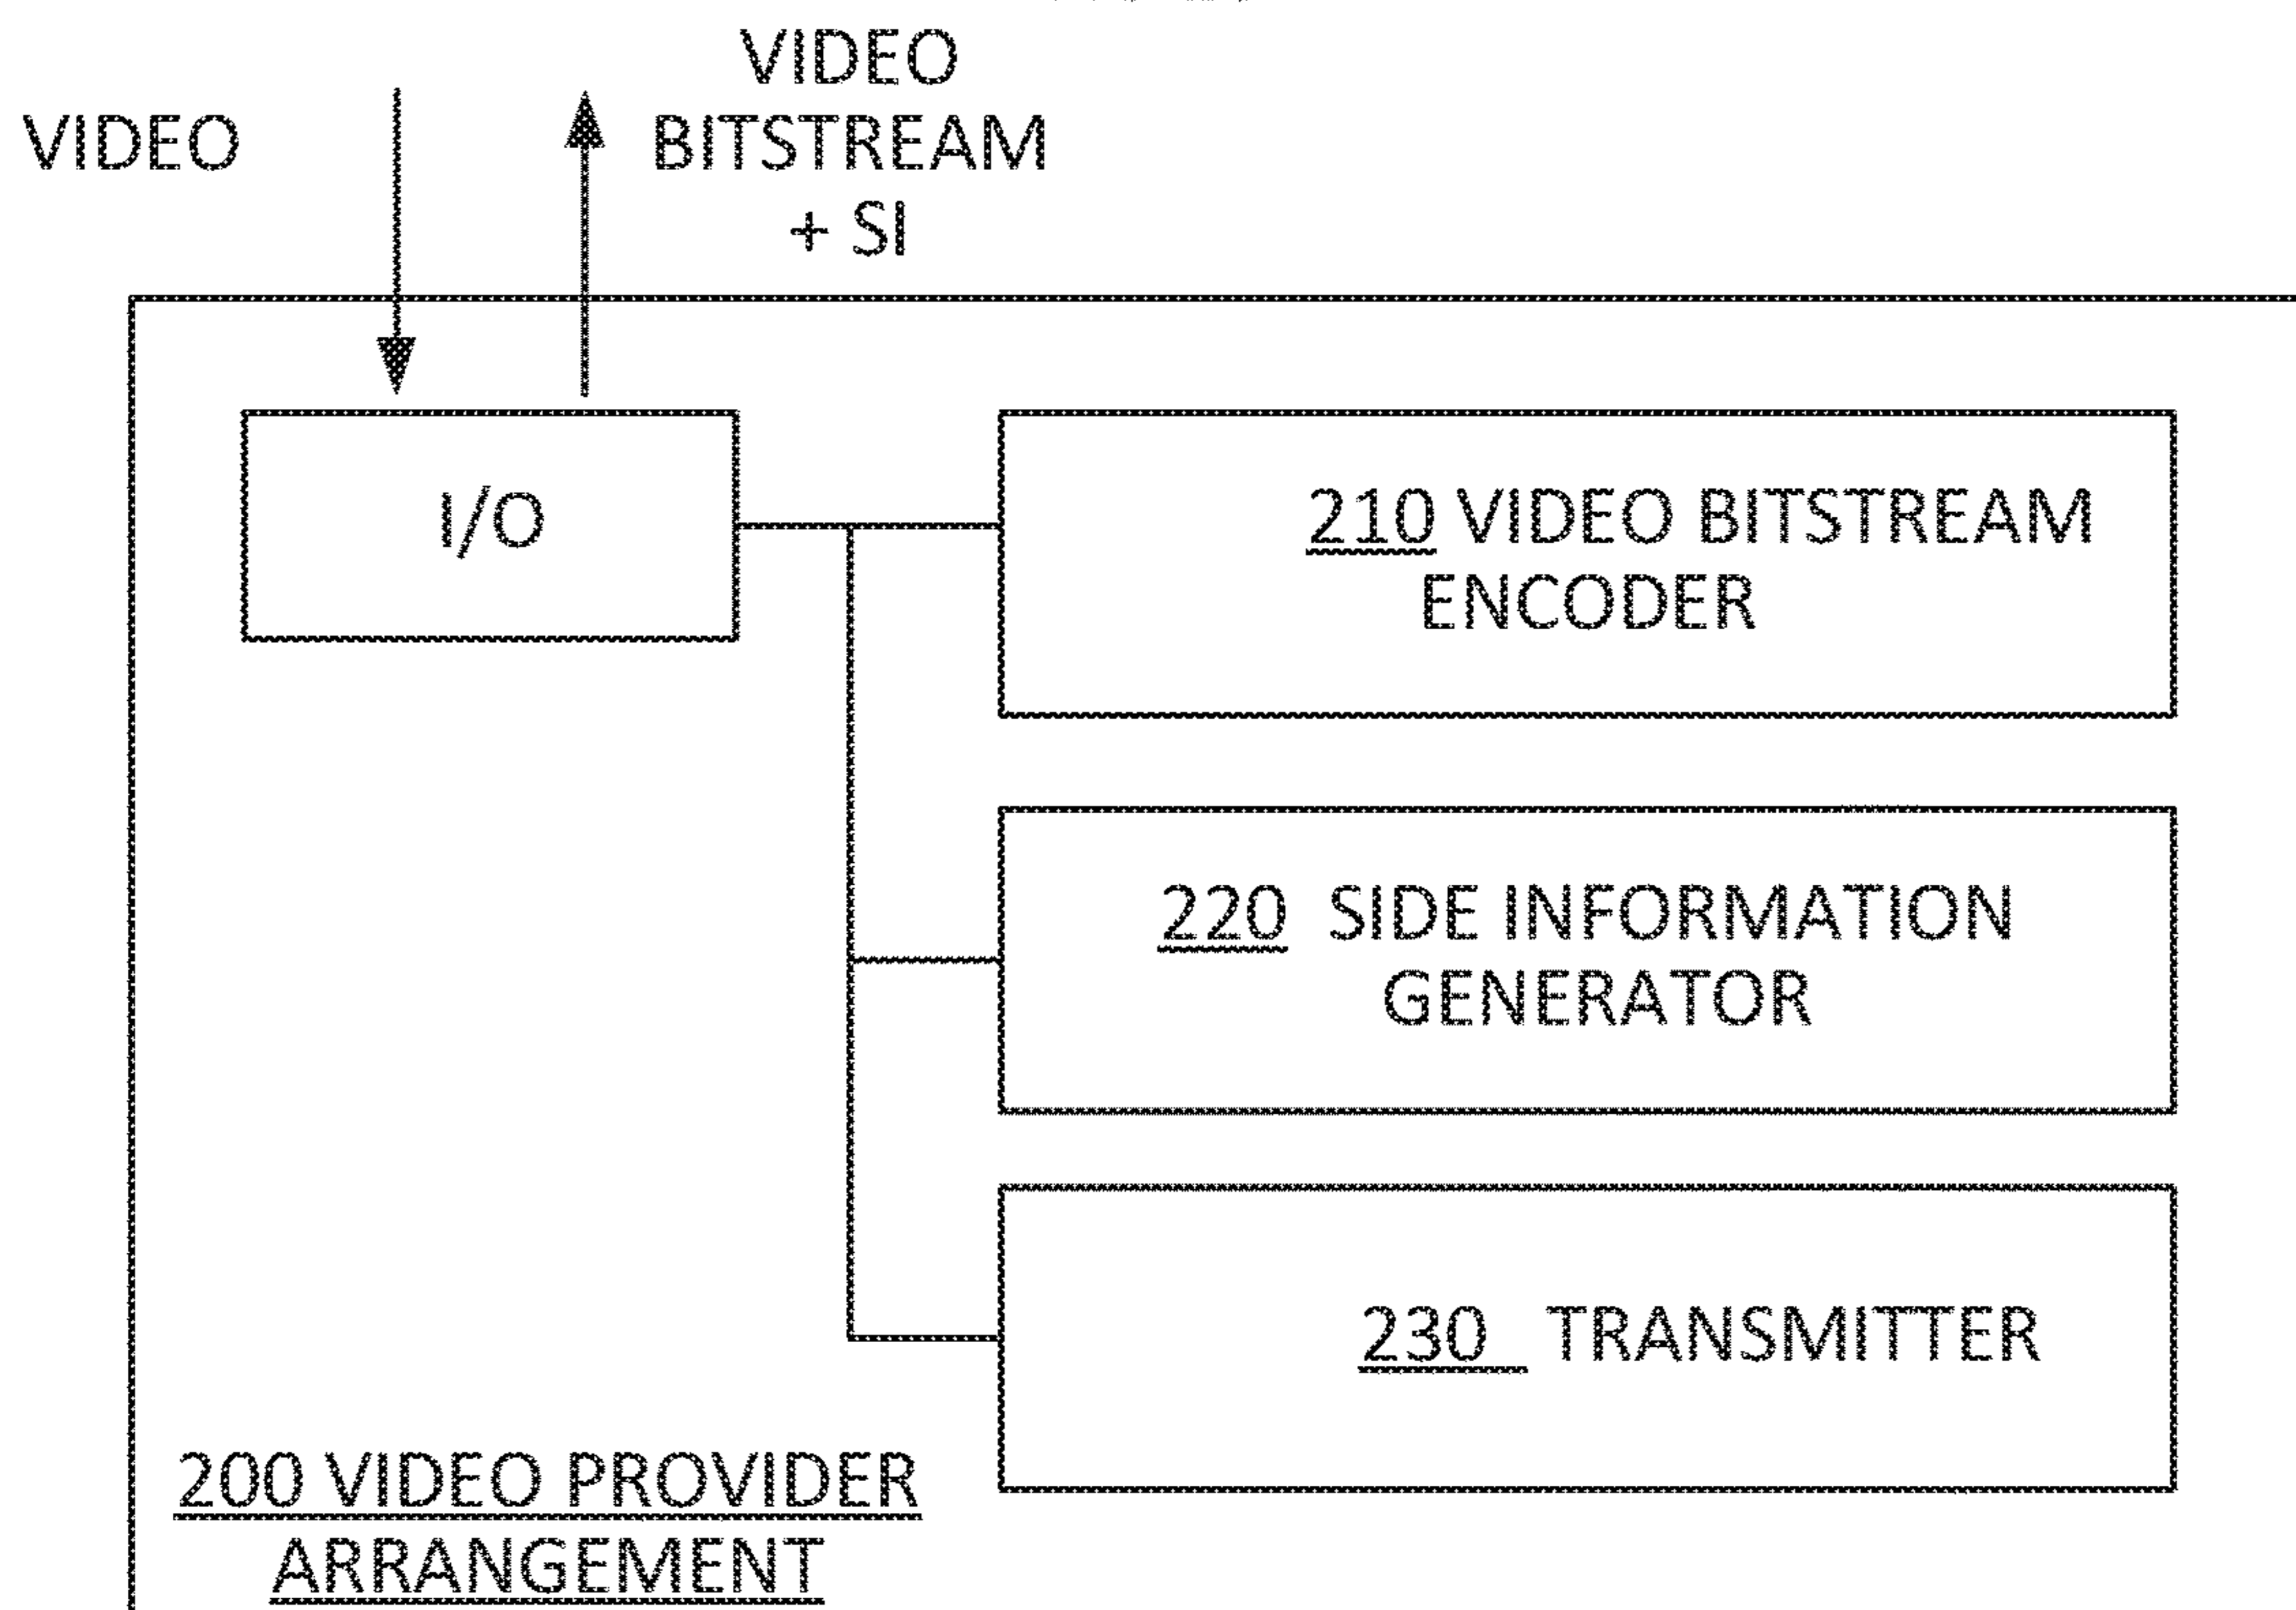 VIDEO
VIDEO
BITSTREAM
+ SI
I/O
210 VIDEO BITSTREAM
ENCODER
220 SIDE INFORMATION
GENERATOR
230 TRANSMITTER
200 VIDEO PROVIDER
ARRANGEMENT